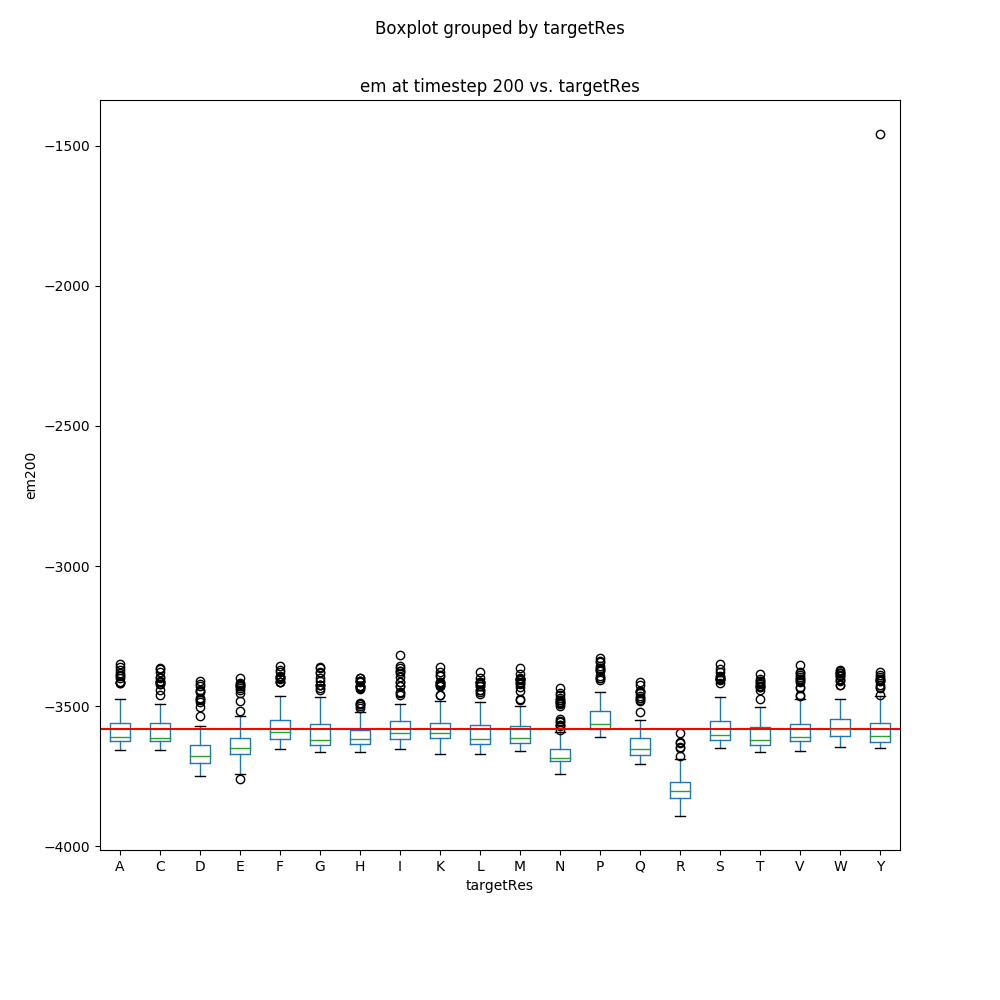 Boxplot grouped by targetRes
em at timestep 200 vs. targetRes
−1500
−2000
−2500
−3000
−3500
−4000
em200
A C D E F G H I K L M N P Q R S T V W Y
targetRes